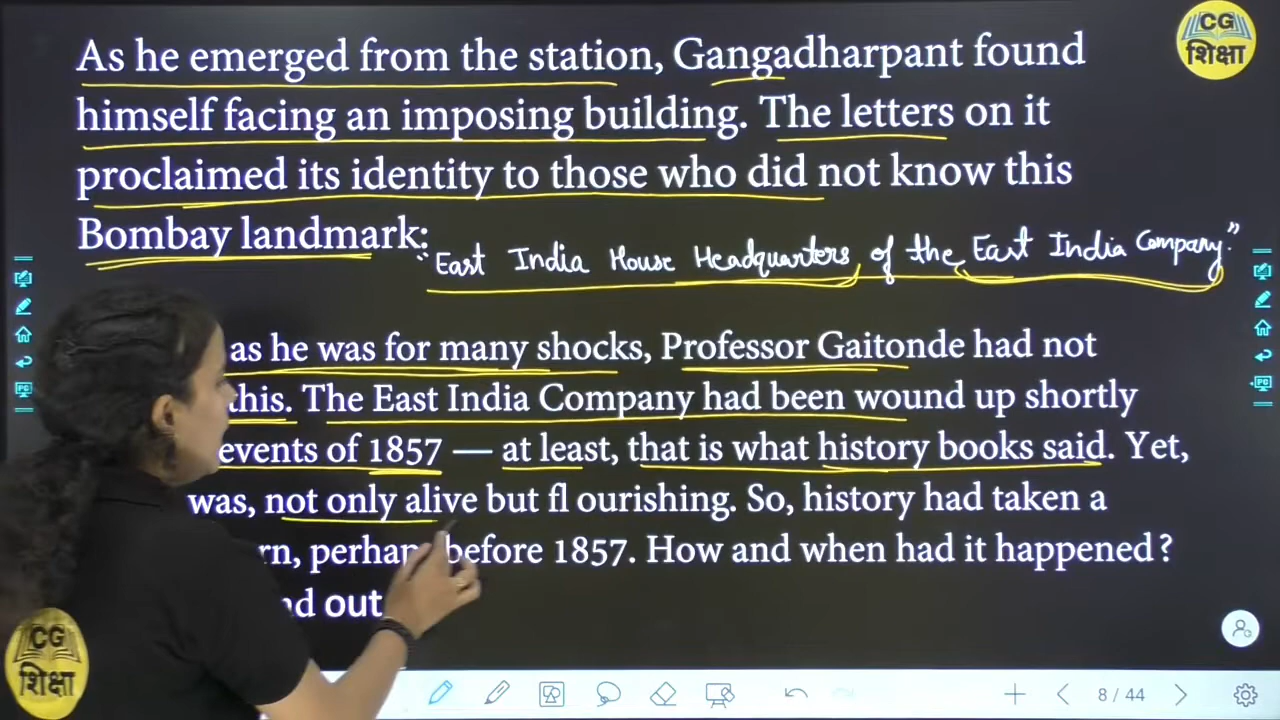 As he emerged from the station, Gangadharpant found
CG
शिक्षा
himself facing an imposing building. The letters on it
proclaimed its identity to those who did not know this
Bombay landmark:
"East India House Headquarters of the East India Company."
as he was for many shocks, Professor Gaitonde had not
this. The East India Company had been wound up shortly
events of 1857 — at least, that is what history books said. Yet,
was, not only alive but fl ourishing. So, history had taken a
before 1857. How and when had it happened?
out
CG
शिक्षा
8 / 44